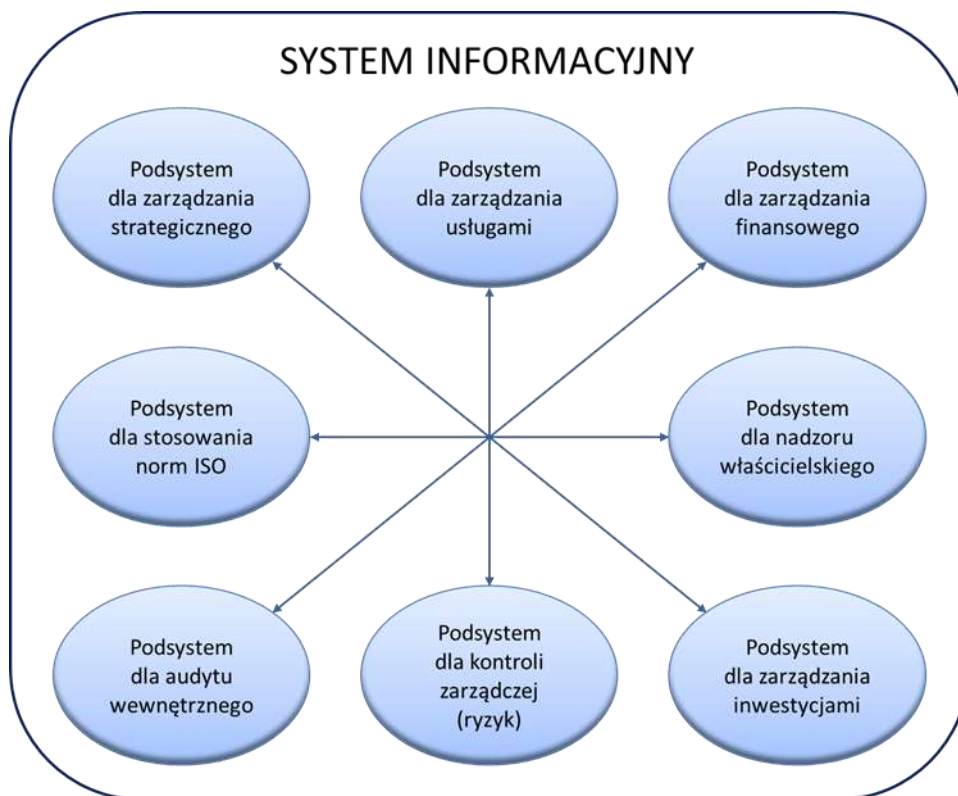 SYSTEM INFORMACYJNY
Podsystem
dla zarządzania
strategicznego
Podsystem
dla zarządzania
usługami
Podsystem
dla zarządzania
finansowego
Podsystem
dla stosowania
norm ISO
Podsystem
dla nadzoru
właścicielskiego
Podsystem
dla audytu
wewnętrznego
Podsystem
dla kontroli
zarządczej
(ryzyk)
Podsystem
dla zarządzania
inwestycjami